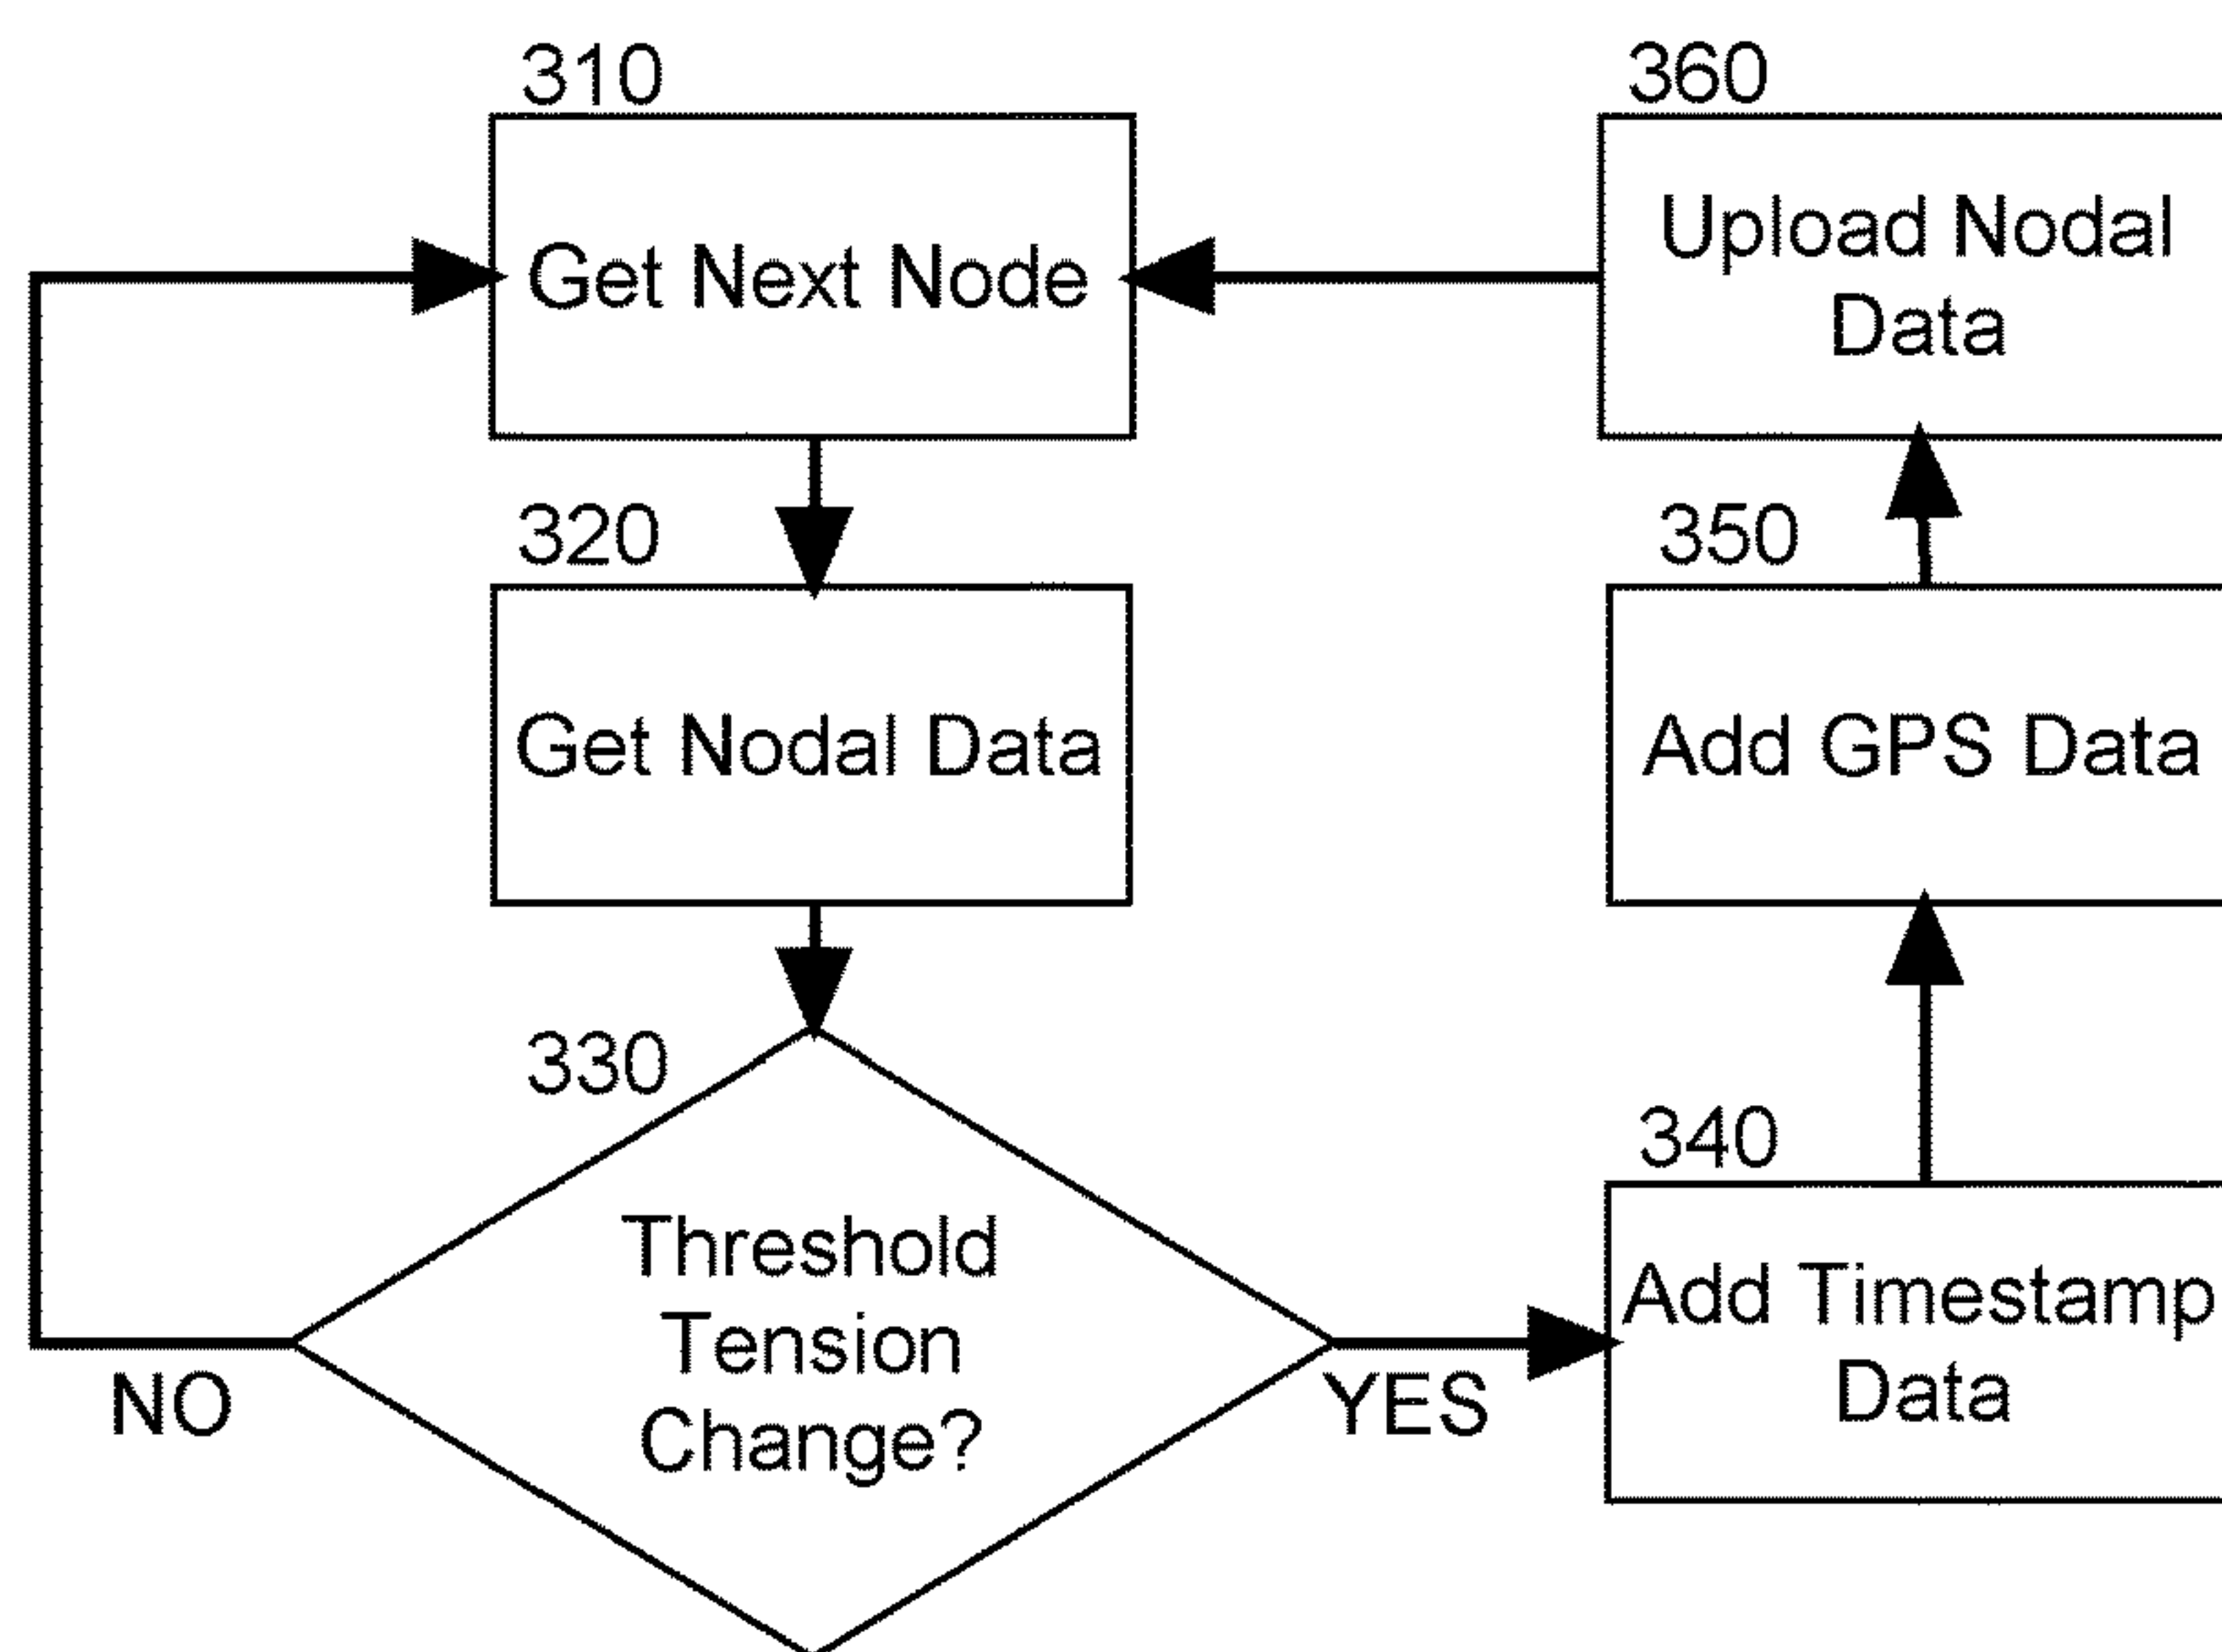 310
Get Next Node
320
Get Nodal Data
330
Threshold
Tension
Change?
NO
YES
340
Add Timestamp
Data
350
Add GPS Data
360
Upload Nodal
Data